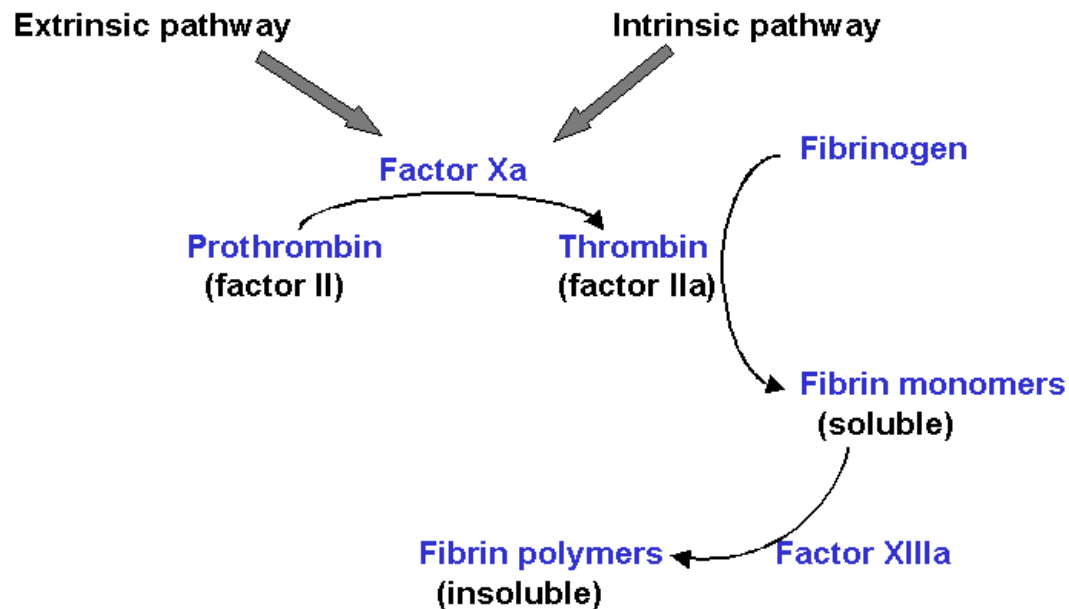 Extrinsic pathway
Intrinsic pathway
Factor Xa
Fibrinogen
Prothrombin
(factor II)
Thrombin
(factor IIa)
Fibrin monomers
(soluble)
Fibrin polymers
(insoluble)
Factor XIIIa